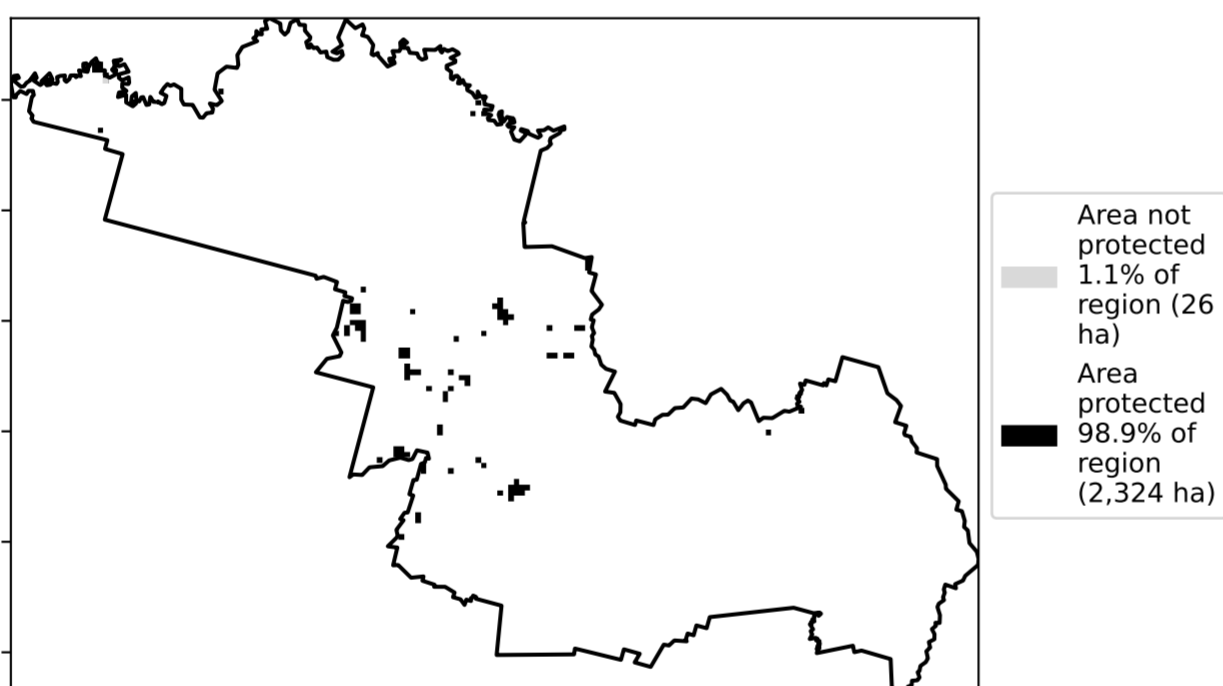 Area not
protected
1.1% of
region (26
ha)
Area
protected
98.9% of
region
(2,324 ha)